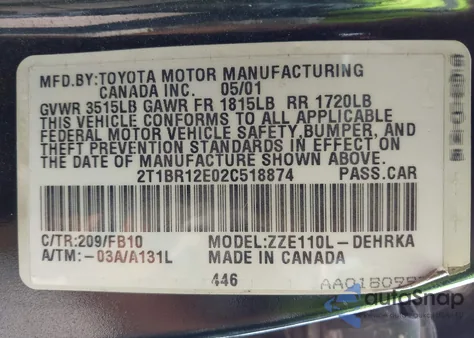 MFD.BY:TOYOTA MOTOR MANUFACTURING
CANADA INC. 05/01
GVWR 3515LB GAWR FR 1815LB RR 1720LB
THIS VEHICLE CONFORMS TO ALL APPLICABLE
FEDERAL MOTOR VEHICLE SAFETY,BUMPER, AND
THEFT PREVENTION STANDARDS IN EFFECT ON
THE DATE OF MANUFACTURE SHOWN ABOVE.
2T1BR12E02C518874 PASS.CAR
C/TR:209/FB10 MODEL:ZZE110L-DEHRKA
A/TM:-03A/A131L MADE IN CANADA
446
autoSnap